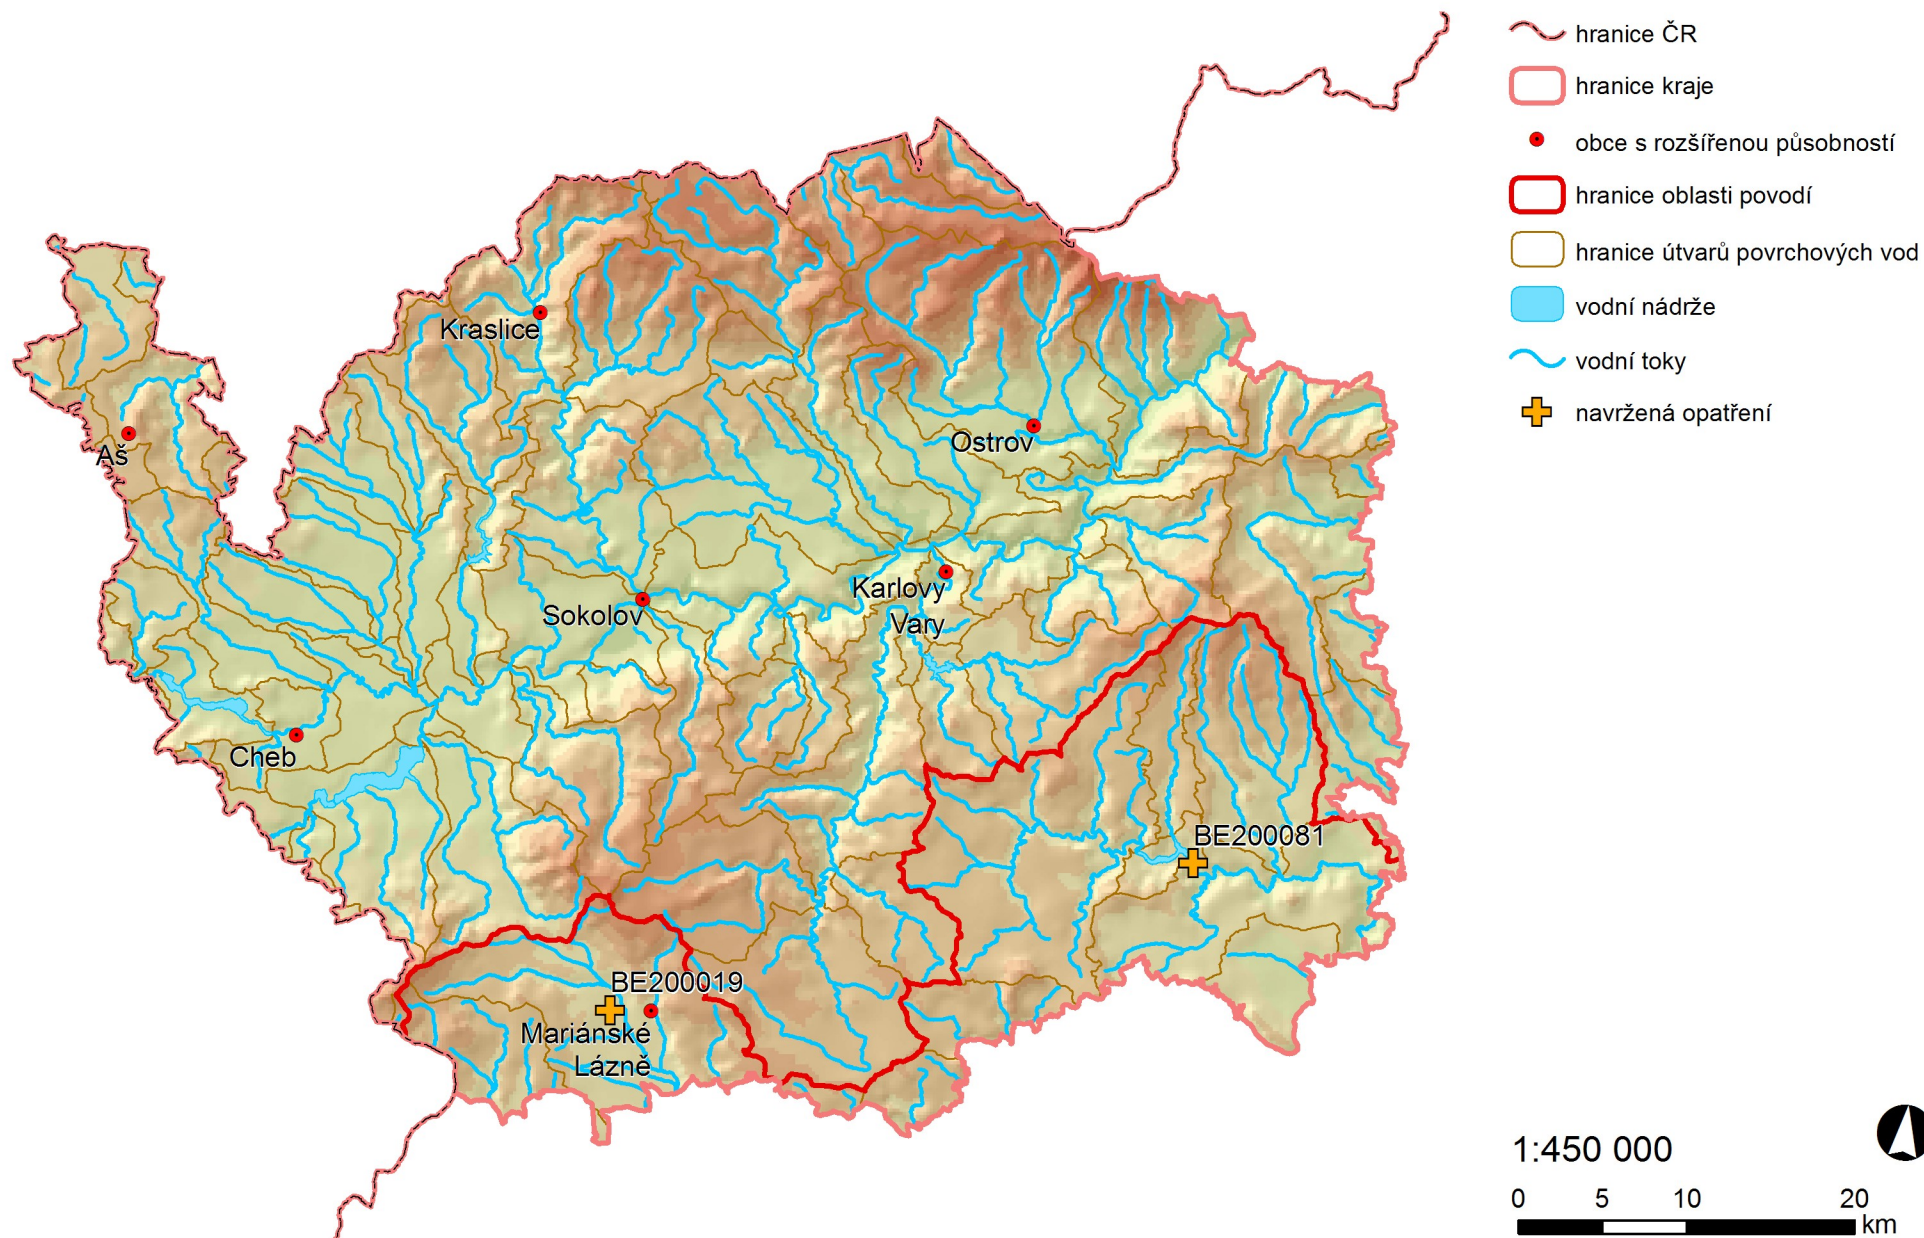 hranice ČR
hranice kraje
obce s rozšířenou působností
hranice oblasti povodí
hranice útvarů povrchových vod
vodní nádrže
vodní toky
navržená opatření
Kraslice
Aš
Ostrov
Karlovy
Vary
Sokolov
Cheb
BE200081
BE200019
Mariánské
Lázně
1:450 000
0 5 10 20
km